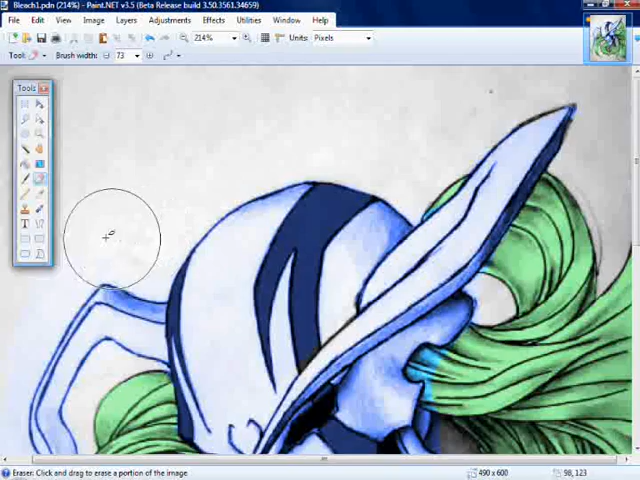 Bleach1.pdn (214%) - Paint.NET v3.5 (Beta Release build 3.50.3561.34659)
File Edit View Image Layers Adjustments Effects Utilities Window Help
214% Units: Pixels
Tool: Brush width: 73
Tools
Eraser: Click and drag to erase a portion of the image 490 x 600 98, 123